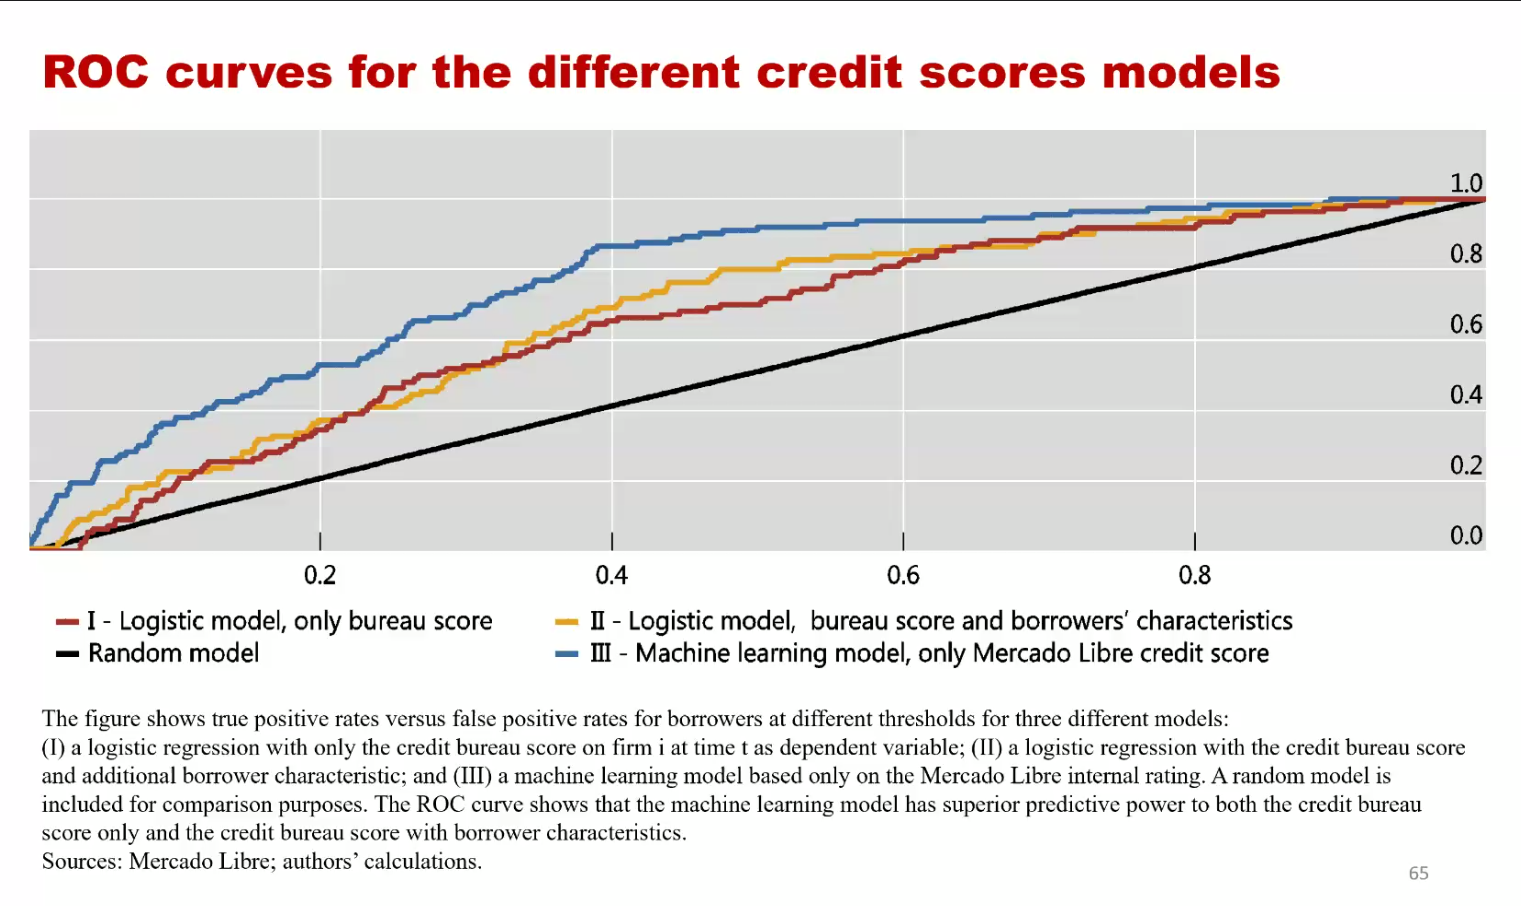 ROC curves for the different credit scores models
1.0
0.8
0.6
0.4
0.2
0.0
0.2 0.4 0.6 0.8
I - Logistic model, only bureau score
II - Logistic model, bureau score and borrowers' characteristics
Random model
III - Machine learning model, only Mercado Libre credit score
The figure shows true positive rates versus false positive rates for borrowers at different thresholds for three different models:
(I) a logistic regression with only the credit bureau score on firm i at time t as dependent variable; (II) a logistic regression with the credit bureau score
and additional borrower characteristic; and (III) a machine learning model based only on the Mercado Libre internal rating. A random model is
included for comparison purposes. The ROC curve shows that the machine learning model has superior predictive power to both the credit bureau
score only and the credit bureau score with borrower characteristics.
Sources: Mercado Libre; authors' calculations.
65